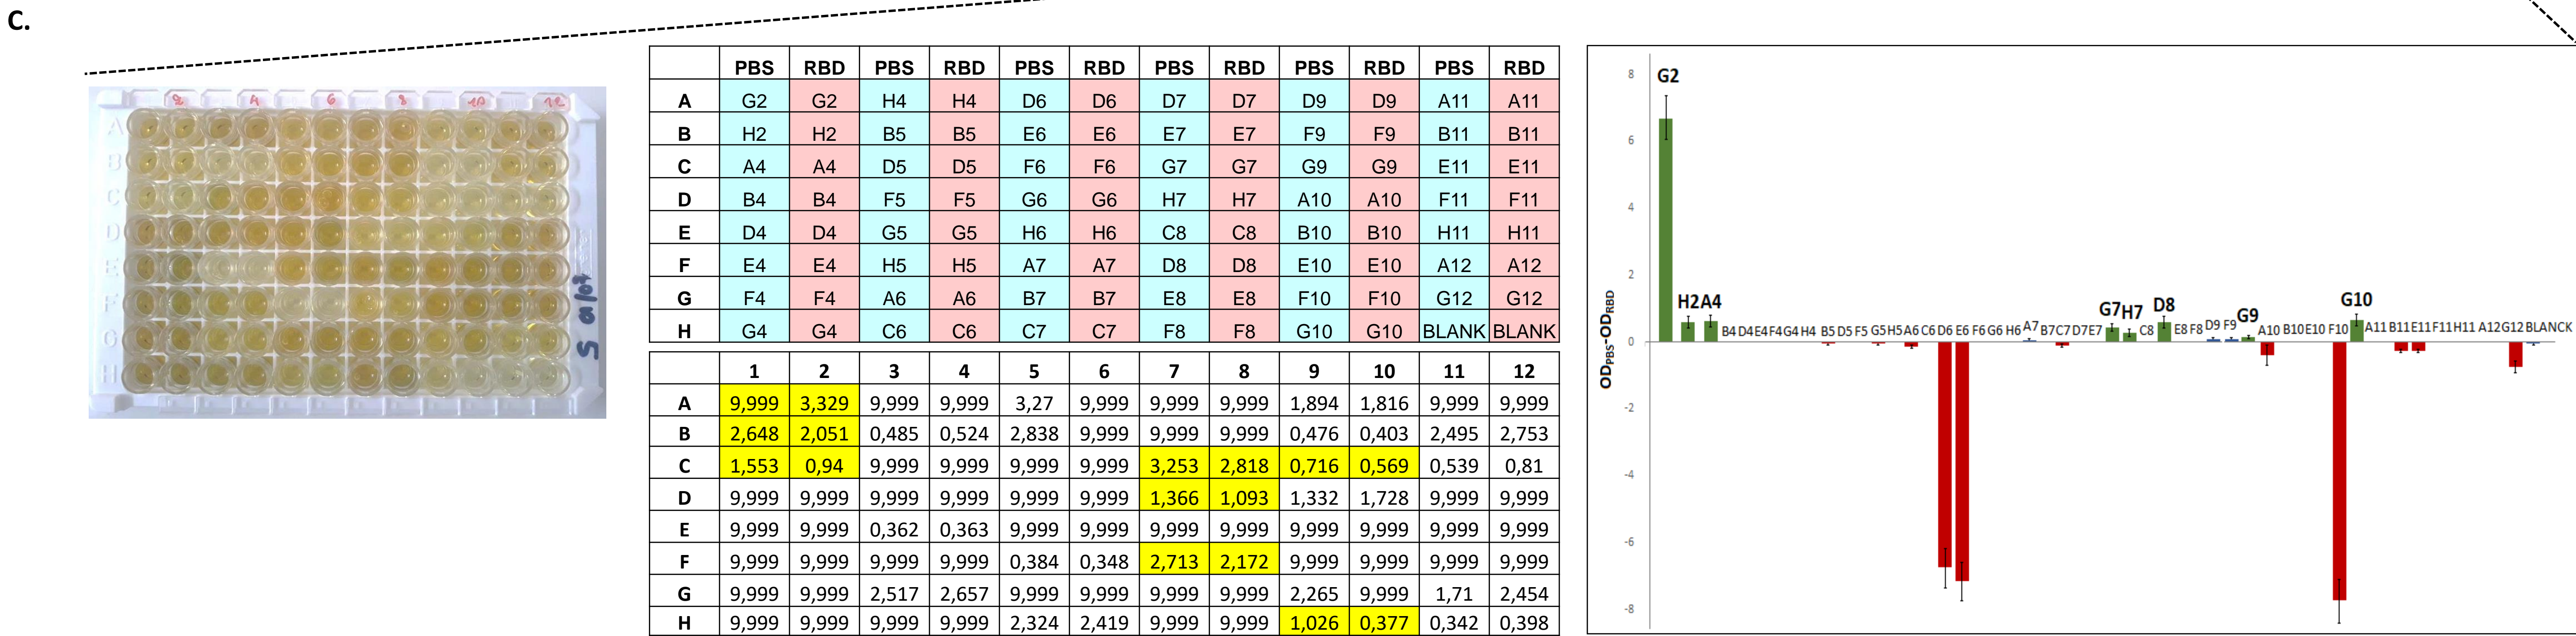 C.
2 4 6 8 10 12
A
B
C
D
E
F
G
H
PBS RBD PBS RBD PBS RBD PBS RBD PBS RBD PBS RBD
A G2 G2 H4 H4 D6 D6 D7 D7 D9 D9 A11 A11
B H2 H2 B5 B5 E6 E6 E7 E7 F9 F9 B11 B11
C A4 A4 D5 D5 F6 F6 G7 G7 G9 G9 E11 E11
D B4 B4 F5 F5 G6 G6 H7 H7 A10 A10 F11 F11
E D4 D4 G5 G5 H6 H6 C8 C8 B10 B10 H11 H11
F E4 E4 H5 H5 A7 A7 D8 D8 E10 E10 A12 A12
G F4 F4 A6 A6 B7 B7 E8 E8 F10 F10 G12 G12
H G4 G4 C6 C6 C7 C7 F8 F8 G10 G10 BLANK BLANK
1 2 3 4 5 6 7 8 9 10 11 12
A 9,999 3,329 9,999 9,999 3,27 9,999 9,999 9,999 1,894 1,816 9,999 9,999
B 2,648 2,051 0,485 0,524 2,838 9,999 9,999 9,999 0,476 0,403 2,495 2,753
C 1,553 0,94 9,999 9,999 9,999 9,999 3,253 2,818 0,716 0,569 0,539 0,81
D 9,999 9,999 9,999 9,999 9,999 9,999 1,366 1,093 1,332 1,728 9,999 9,999
E 9,999 9,999 0,362 0,363 9,999 9,999 9,999 9,999 9,999 9,999 9,999 9,999
F 9,999 9,999 9,999 9,999 0,384 0,348 2,713 2,172 9,999 9,999 9,999 9,999
G 9,999 9,999 2,517 2,657 9,999 9,999 9,999 9,999 2,265 9,999 1,71 2,454
H 9,999 9,999 9,999 9,999 2,324 2,419 9,999 9,999 1,026 0,377 0,342 0,398
ODPBS-ODRBD
8
6
4
2
0
-2
-4
-6
-8
G2 H2 A4 B4 D4 E4 F4 G4 H4 B5 D5 F5 G5 H5 A6 C6 D6 E6 F6 G6 H6 A7 B7 C7 D7 E7 G7 H7 C8 D8 E8 F8 D9 F9 G9 A10 B10 E10 F10 G10 A11 B11 E11 F11 H11 A12 G12 BLANCK